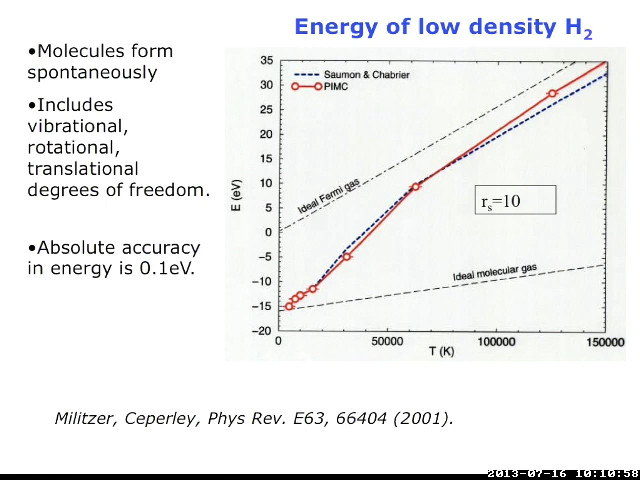 Energy of low density H2
•Molecules form
spontaneously
•Includes
vibrational,
rotational,
translational
degrees of freedom.
•Absolute accuracy
in energy is 0.1eV.
35
30
25
20
15
10
5
0
−5
−10
−15
−20
E (eV)
Saumon & Chabrier
PIMC
Ideal Fermi gas
rs=10
Ideal molecular gas
0
50000
100000
150000
T (K)
Militzer, Ceperley, Phys Rev. E63, 66404 (2001).
2013-07-16 10:10:58